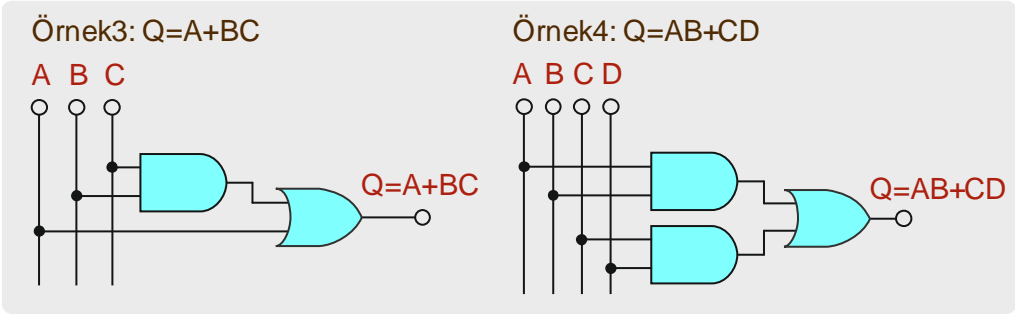 Örnek3: Q=A+BC
A B C
Q=A+BC
Örnek4: Q=AB+CD
A B C D
Q=AB+CD